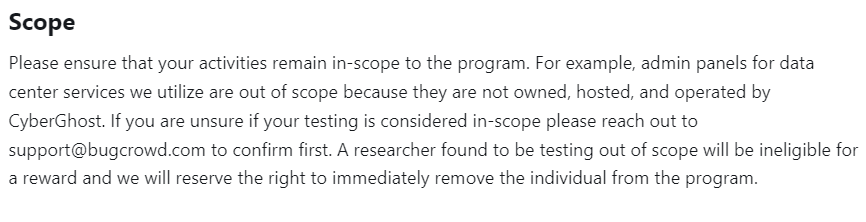 Scope
Please ensure that your activities remain in-scope to the program. For example, admin panels for data
center services we utilize are out of scope because they are not owned, hosted, and operated by
CyberGhost. If you are unsure if your testing is considered in-scope please reach out to
support@bugcrowd.com to confirm first. A researcher found to be testing out of scope will be ineligible for
a reward and we will reserve the right to immediately remove the individual from the program.